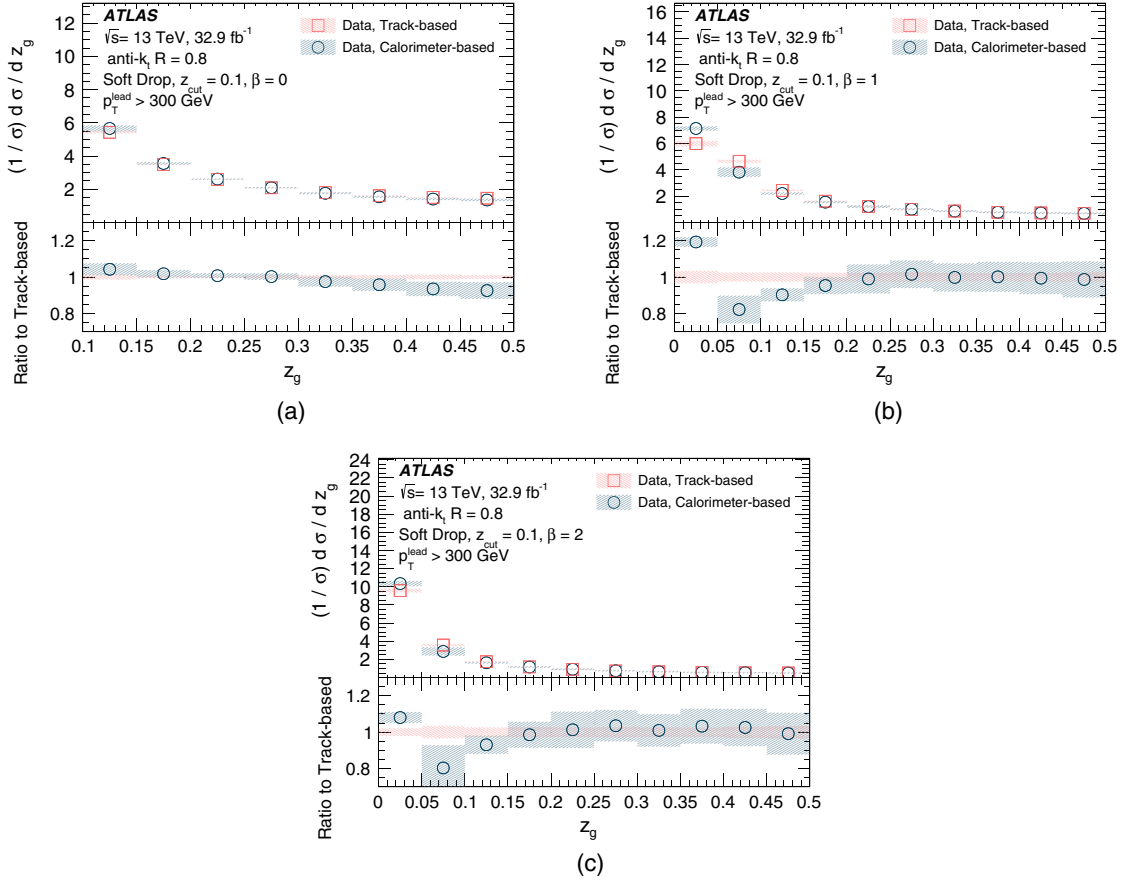 ATLAS
√s= 13 TeV, 32.9 fb⁻¹
anti-kₜ R = 0.8
Soft Drop, z_cut = 0.1, β = 0
p_T^lead > 300 GeV
Data, Track-based
Data, Calorimeter-based
(1 / σ) d σ / d z_g
12
10
8
6
4
2
Ratio to Track-based
1.2
1
0.8
0.1 0.15 0.2 0.25 0.3 0.35 0.4 0.45 0.5
z_g
(a)
ATLAS
√s= 13 TeV, 32.9 fb⁻¹
anti-kₜ R = 0.8
Soft Drop, z_cut = 0.1, β = 1
p_T^lead > 300 GeV
Data, Track-based
Data, Calorimeter-based
(1 / σ) d σ / d z_g
16
14
12
10
8
6
4
2
Ratio to Track-based
1.2
1
0.8
0 0.05 0.1 0.15 0.2 0.25 0.3 0.35 0.4 0.45 0.5
z_g
(b)
ATLAS
√s= 13 TeV, 32.9 fb⁻¹
anti-kₜ R = 0.8
Soft Drop, z_cut = 0.1, β = 2
p_T^lead > 300 GeV
Data, Track-based
Data, Calorimeter-based
(1 / σ) d σ / d z_g
24
22
20
18
16
14
12
10
8
6
4
2
Ratio to Track-based
1.2
1
0.8
0 0.05 0.1 0.15 0.2 0.25 0.3 0.35 0.4 0.45 0.5
z_g
(c)